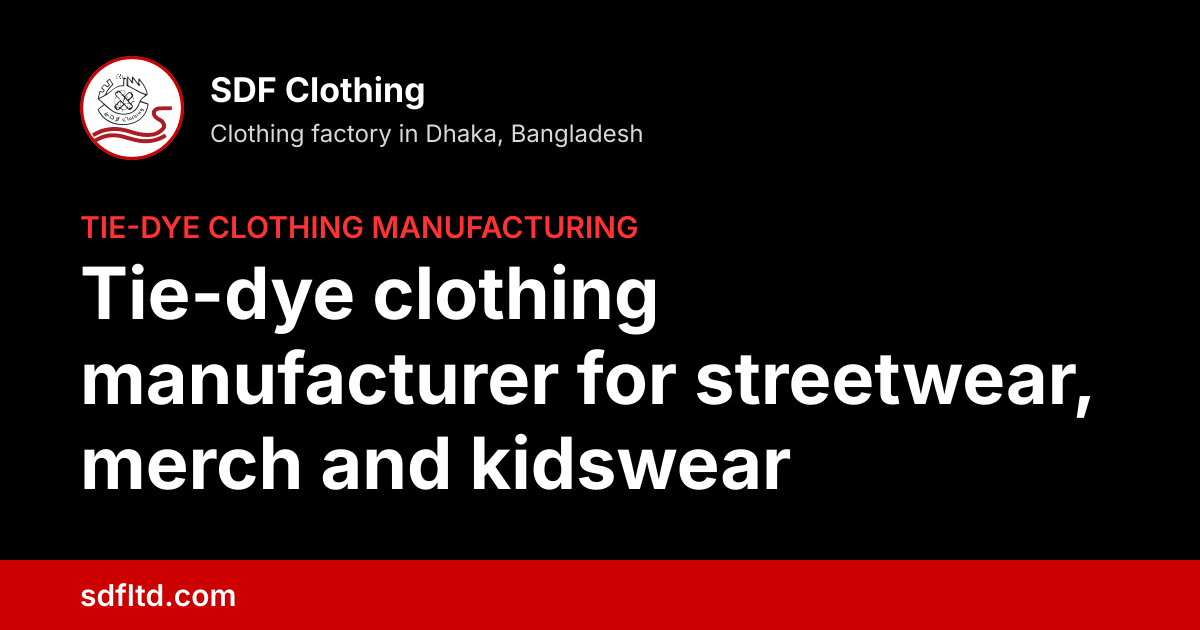 SDF Clothing
Clothing factory in Dhaka, Bangladesh
TIE-DYE CLOTHING MANUFACTURING
Tie-dye clothing
manufacturer for streetwear,
merch and kidswear
sdfltd.com